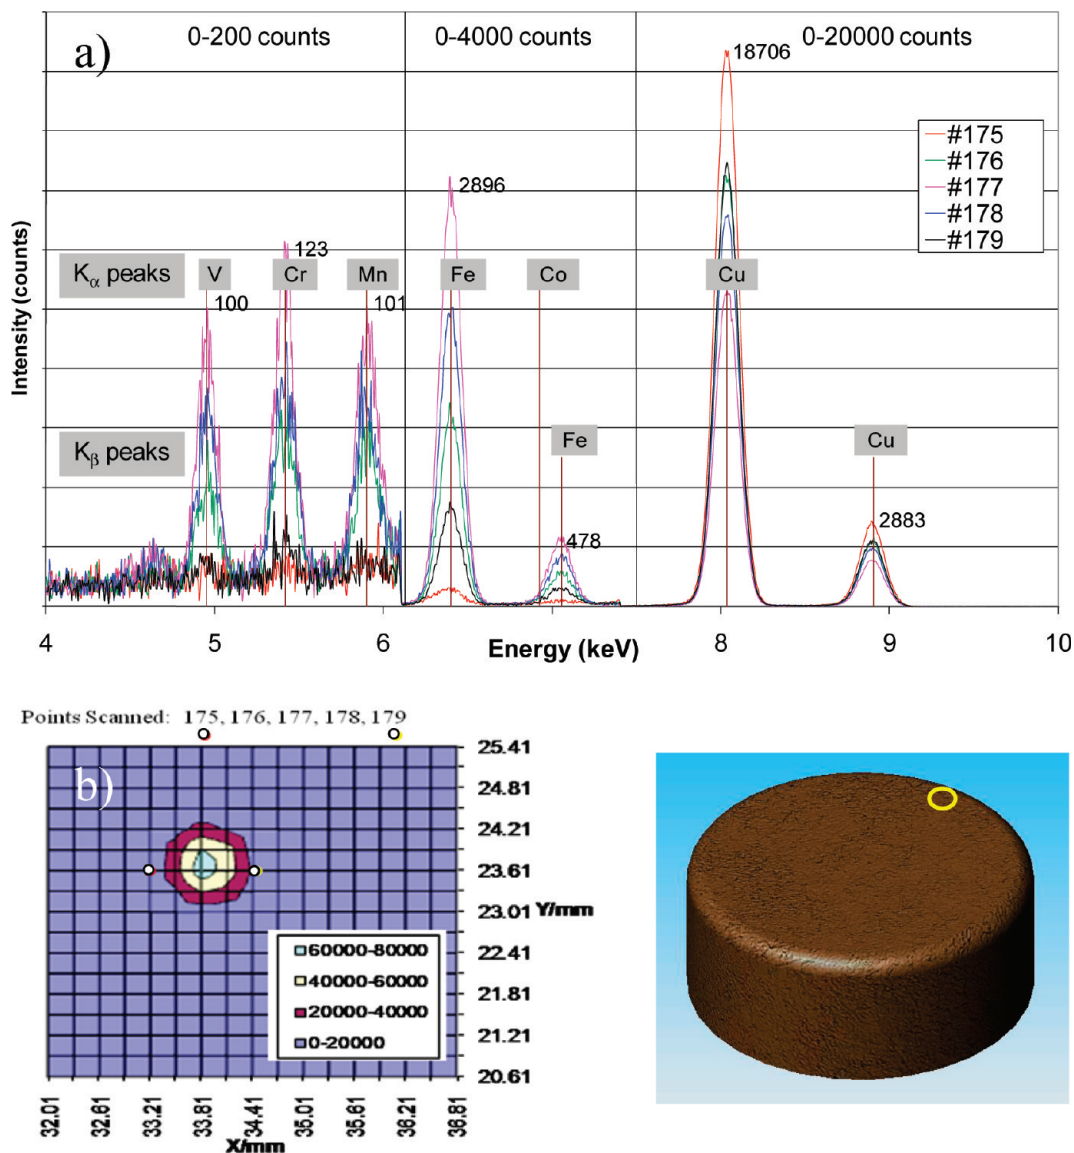 a)
0-200 counts
0-4000 counts
0-20000 counts
18706
#175
#176
#177
#178
#179
2896
123
Kα peaks
V
Cr
Mn
Fe
Co
Cu
100
101
Intensity (counts)
Kβ peaks
Fe
Cu
478
2883
4
5
6
7
8
9
10
Energy (keV)
Points Scanned: 175, 176, 177, 178, 179
b)
25.41
24.81
24.21
23.61
23.01
22.41
21.81
21.21
20.61
Y/mm
60000-80000
40000-60000
20000-40000
0-20000
32.01
32.61
33.21
33.81
34.41
35.01
35.61
36.21
36.81
X/mm